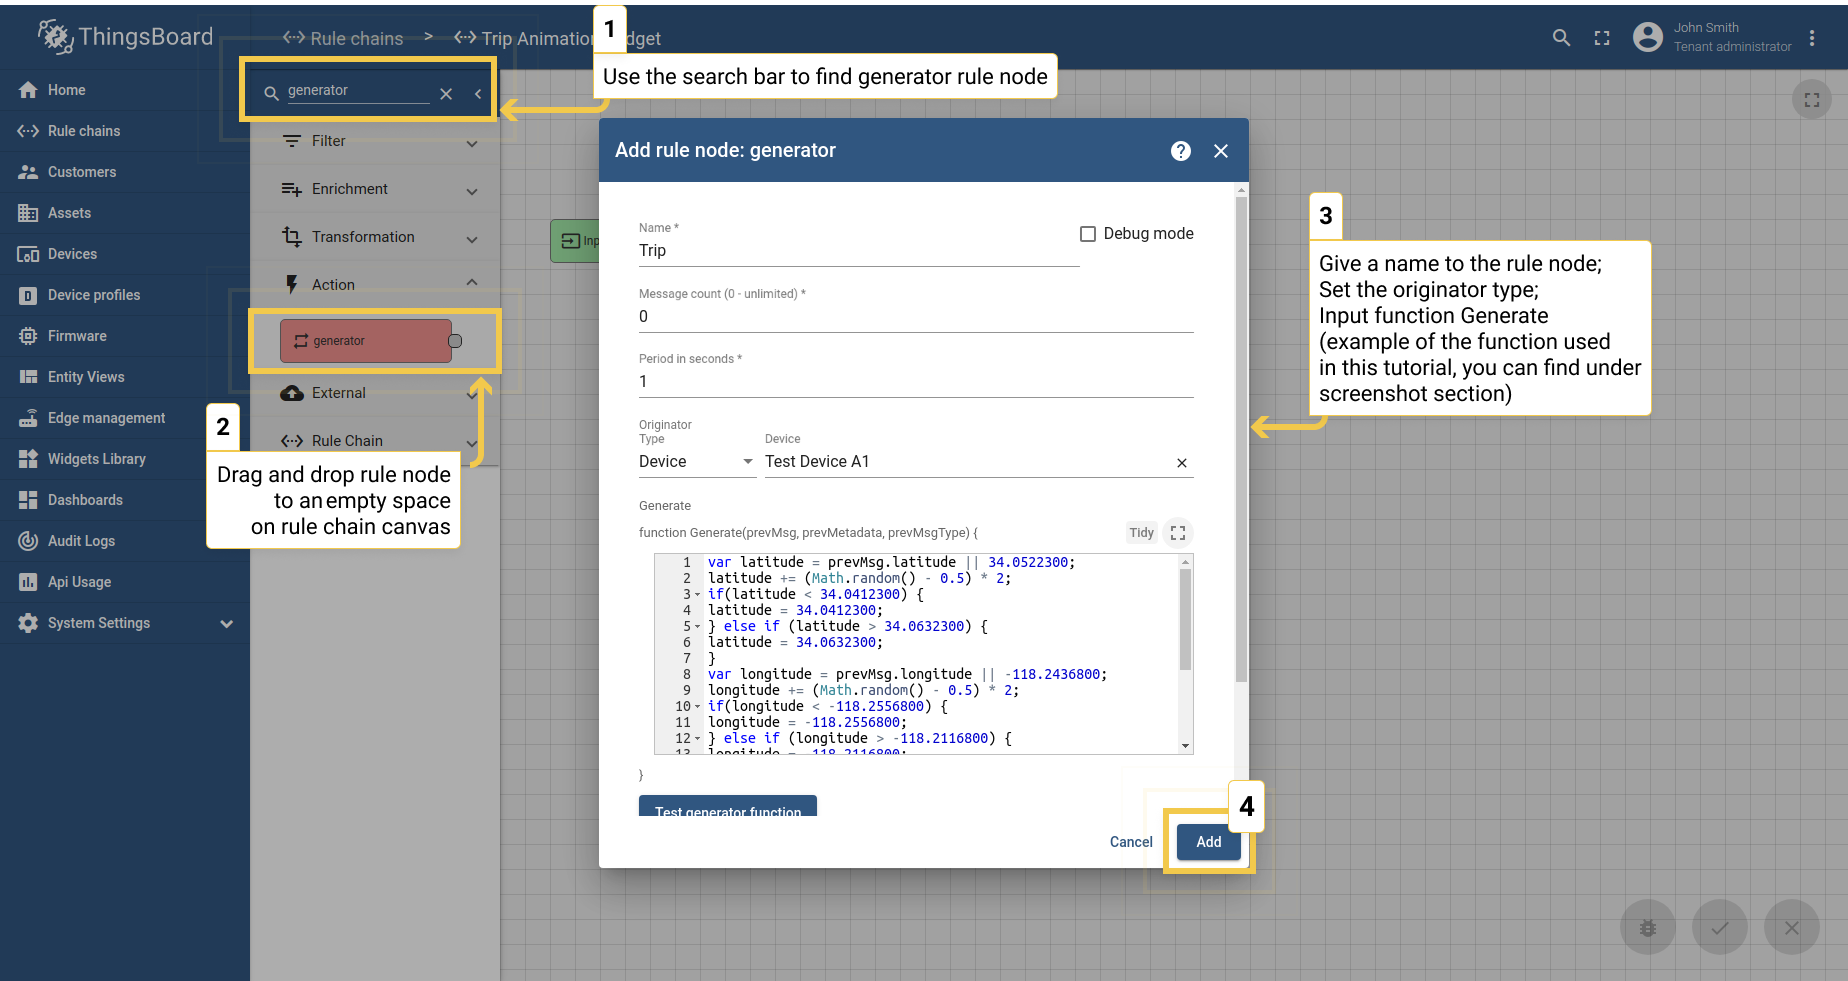 ThingsBoard
Rule chains > Trip Animation dget
John Smith
Tenant administrator
1
Use the search bar to find generator rule node
Home
Rule chains
Customers
Assets
Devices
Device profiles
Firmware
Entity Views
Edge management
Widgets Library
Dashboards
Audit Logs
Api Usage
System Settings
generator
Filter
Enrichment
Transformation
Action
generator
External
Rule Chain
2
Drag and drop rule node
to an empty space
on rule chain canvas
Inp
Add rule node: generator
Name *
Trip
Debug mode
Message count (0 - unlimited) *
0
Period in seconds *
1
Originator
Type
Device
Device
Test Device A1
Generate
function Generate(prevMsg, prevMetadata, prevMsgType) {
Tidy
1 var latitude = prevMsg.latitude || 34.0522300;
2 latitude += (Math.random() - 0.5) * 2;
3 if(latitude < 34.0412300) {
4 latitude = 34.0412300;
5 } else if (latitude > 34.0632300) {
6 latitude = 34.0632300;
7 }
8 var longitude = prevMsg.longitude || -118.2436800;
9 longitude += (Math.random() - 0.5) * 2;
10 if(longitude < -118.2556800) {
11 longitude = -118.2556800;
12 } else if (longitude > -118.2116800) {
13 longitude = -118.2116800;
}
Test generator function
Cancel
Add
3
Give a name to the rule node;
Set the originator type;
Input function Generate
(example of the function used
in this tutorial, you can find under
screenshot section)
4